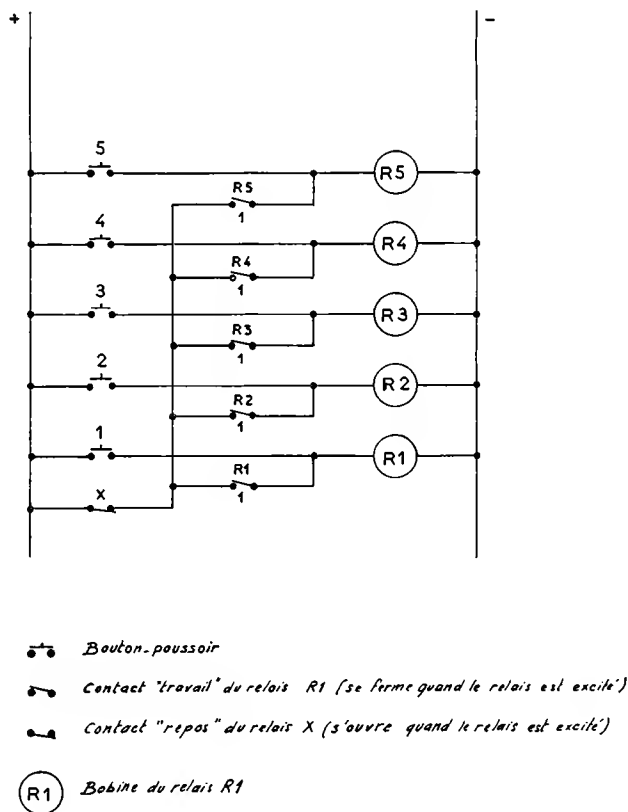 + -
5
R5
R5
1
4
R4
R4
1
3
R3
R3
1
2
R2
R2
1
1
R1
R1
1
X
Bouton-poussoir
Contact "travail" du relais R1 (se ferme quand le relais est excité)
Contact "repos" du relais X (s'ouvre quand le relais est excité)
R1 Bobine du relais R1